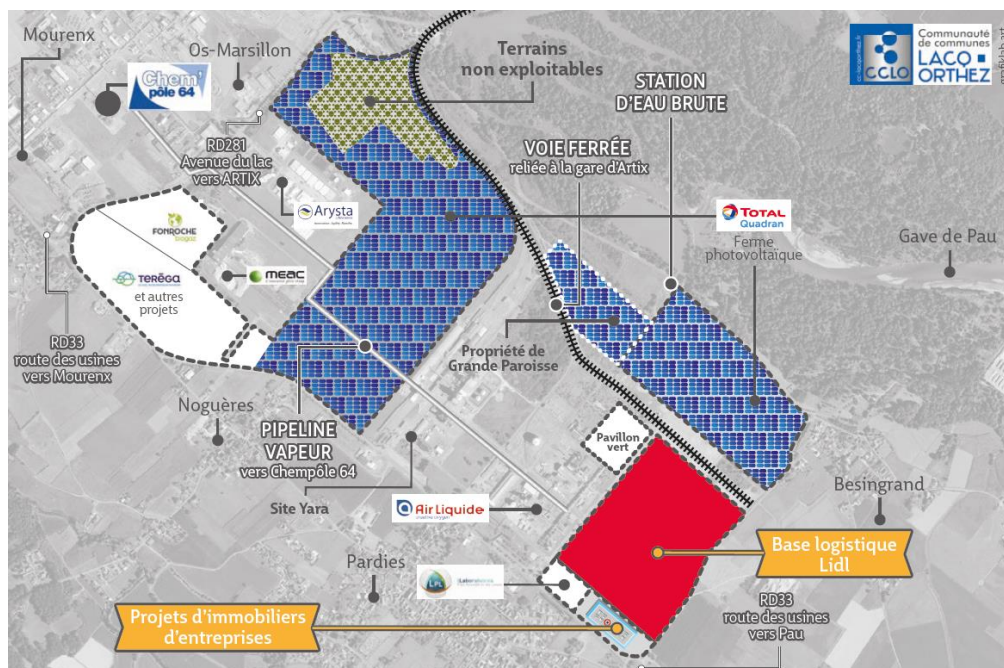 Mourenx
Os-Marsillon
Chem'
pôle 64
Terrains
non exploitables
STATION
D'EAU BRUTE
CCLO
Communauté
de communes
LACQ
ORTHEZ
RD281
Avenue du lac
vers ARTIX
VOIE FERRÉE
reliée à la gare d'Artix
Arysta
TOTAL
Quadran
Ferme
photovoltaïque
Gave de Pau
FONROCHE
biogaz
MEAC
TERÉGA
et autres
projets
RD33
route des usines
vers Mourenx
Propriété de
Grande Paroisse
Noguères
PIPELINE
VAPEUR
vers Chempôle 64
Pavillon
vert
Site Yara
Air Liquide
Besingrand
Base logistique
Lidl
Pardies
LPL
RD33
route des usines
vers Pau
Projets d'immobiliers
d'entreprises